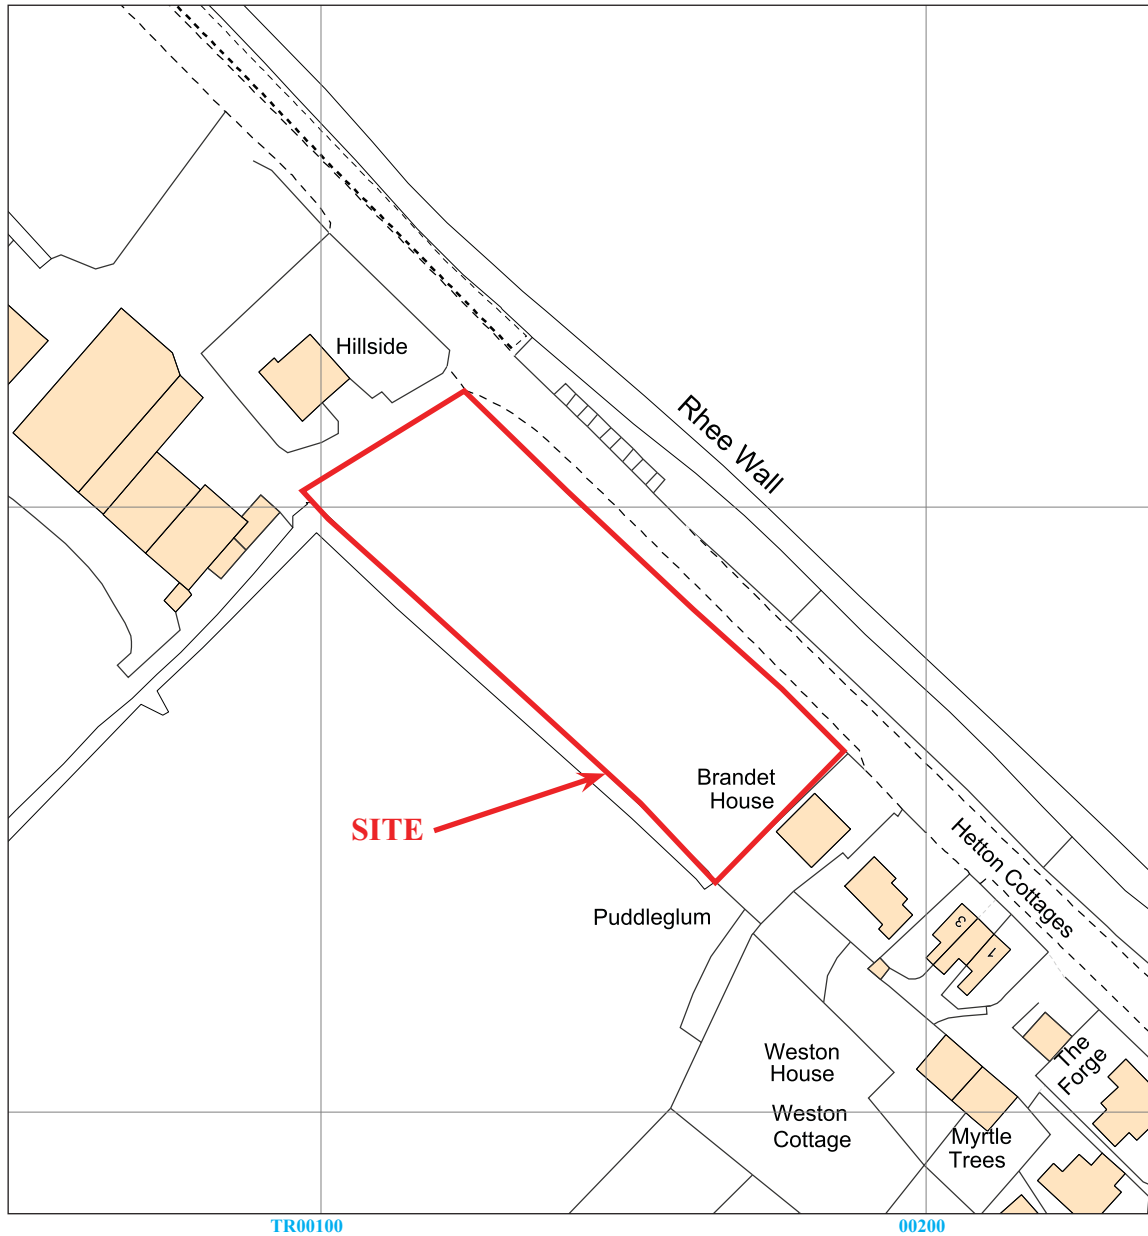 Hillside
Rhee Wall
Brandet
House
SITE
Hetton Cottages
Puddleglum
3
1
Weston
House
The
Forge
Weston
Cottage
Myrtle
Trees
TR00100
00200